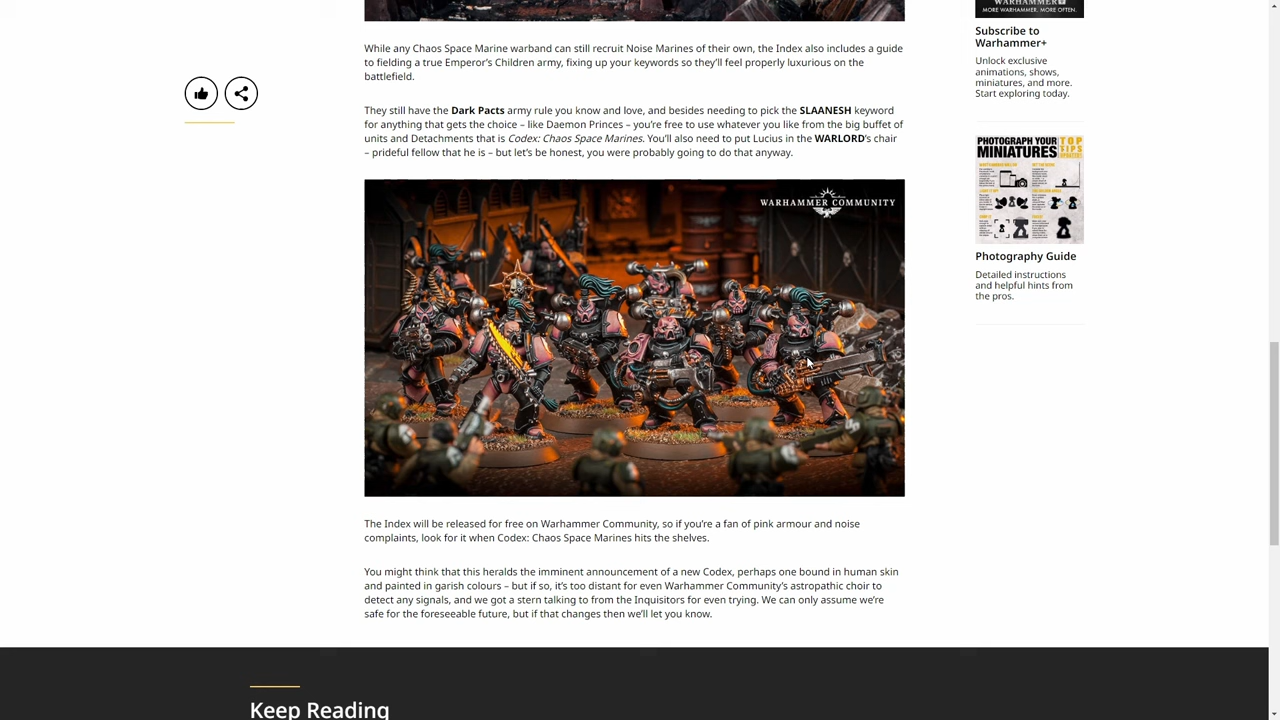 MORE WARHAMMER. MORE OFTEN.
While any Chaos Space Marine warband can still recruit Noise Marines of their own, the Index also includes a guide
to fielding a true Emperor's Children army, fixing up your keywords so they'll feel properly luxurious on the
battlefield.
They still have the Dark Pacts army rule you know and love, and besides needing to pick the SLAANESH keyword
for anything that gets the choice – like Daemon Princes – you're free to use whatever you like from the big buffet of
units and Detachments that is Codex: Chaos Space Marines. You'll also need to put Lucius in the WARLORD's chair
– prideful fellow that he is – but let's be honest, you were probably going to do that anyway.
WARHAMMER COMMUNITY
The Index will be released for free on Warhammer Community, so if you're a fan of pink armour and noise
complaints, look for it when Codex: Chaos Space Marines hits the shelves.
You might think that this heralds the imminent announcement of a new Codex, perhaps one bound in human skin
and painted in garish colours – but if so, it's too distant for even Warhammer Community's astropathic choir to
detect any signals, and we got a stern talking to from the Inquisitors for even trying. We can only assume we're
safe for the foreseeable future, but if that changes then we'll let you know.
Keep Reading
Subscribe to
Warhammer+
Unlock exclusive
animations, shows,
miniatures, and more.
Start exploring today.
PHOTOGRAPH YOUR
MINIATURES
TOP
TIPS
Photography Guide
Detailed instructions
and helpful hints from
the pros.